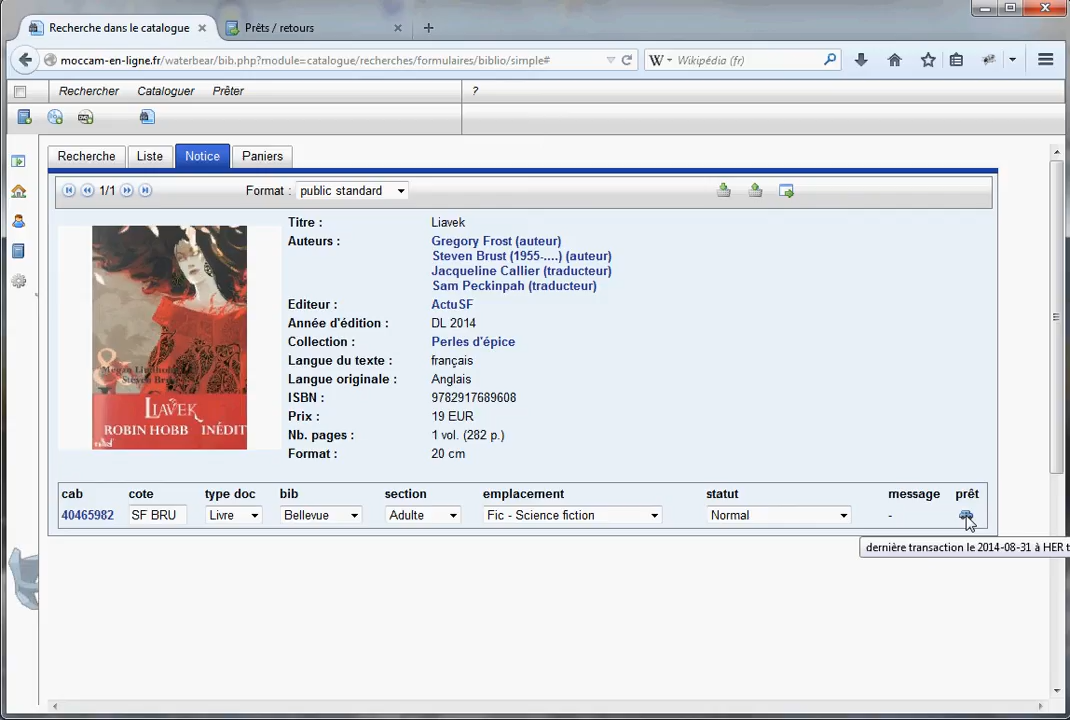 Recherche dans le catalogue
Prêts / retours
moccam-en-ligne.fr/waterbear/bib.php?module=catalogue/recherches/formulaires/biblio/simple#
Wikipédia (fr)
Rechercher Cataloguer Prêter ?
Recherche Liste Notice Paniers
1/1 Format : public standard
Titre : Liavek
Auteurs : Gregory Frost (auteur)
Steven Brust (1955-....) (auteur)
Jacqueline Callier (traducteur)
Sam Peckinpah (traducteur)
Editeur : ActuSF
Année d'édition : DL 2014
Collection : Perles d'épice
Langue du texte : français
Langue originale : Anglais
ISBN : 9782917689608
Prix : 19 EUR
Nb. pages : 1 vol. (282 p.)
Format : 20 cm
&
LIAVEK
ROBIN HOBB INÉDIT
cab cote type doc bib section emplacement statut message prêt
40465982 SF BRU Livre Bellevue Adulte Fic - Science fiction Normal -
dernière transaction le 2014-08-31 à HER t